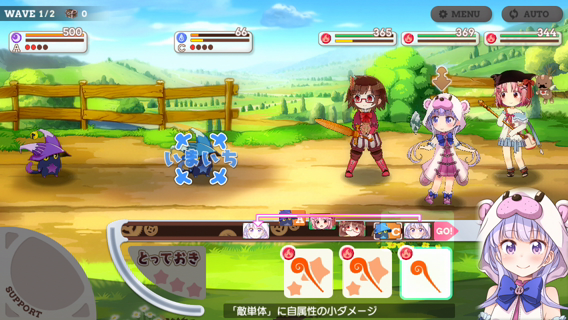 WAVE 1/2
0
MENU
AUTO
500
A
66
C
365
369
344
いまいち
A
C
GO!
とっておき
SUPPORT
「敵単体」に自属性の小ダメージ